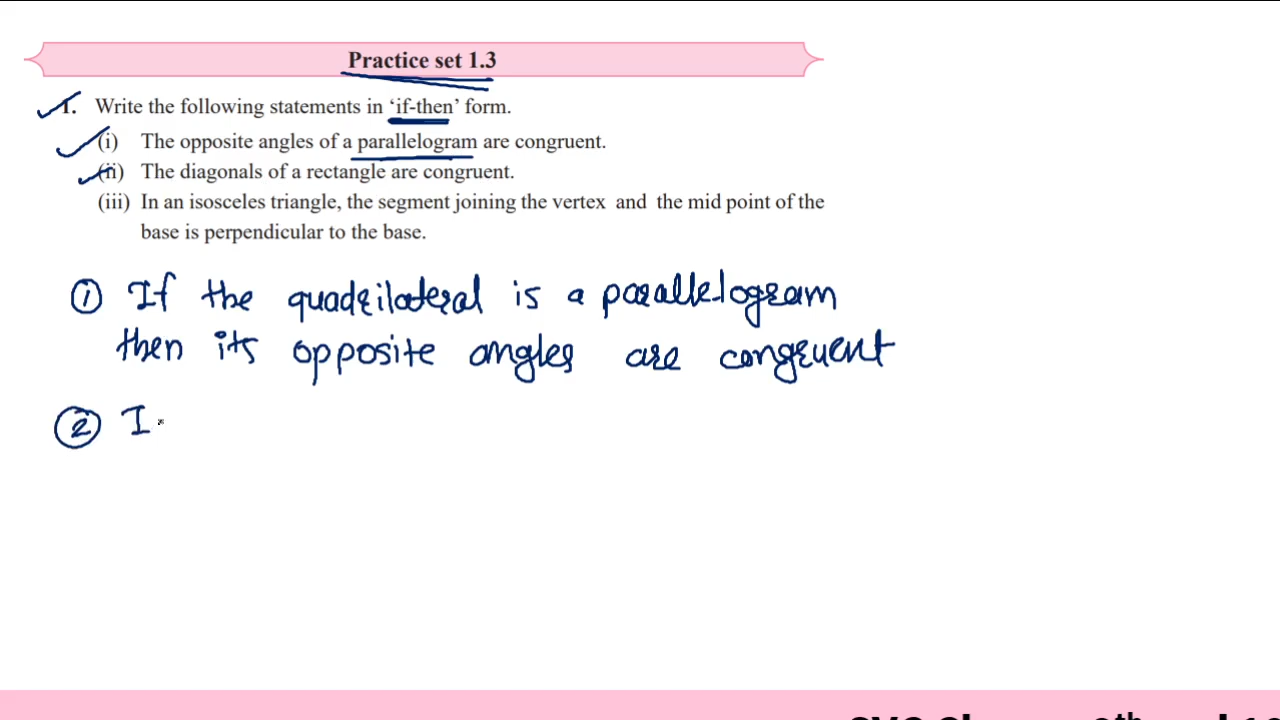 Practice set 1.3
1. Write the following statements in ‘if-then’ form.
(i) The opposite angles of a parallelogram are congruent.
(ii) The diagonals of a rectangle are congruent.
(iii) In an isosceles triangle, the segment joining the vertex and the mid point of the
base is perpendicular to the base.
① If the quadrilateral is a parallelogram
then its opposite angles are congruent
② I